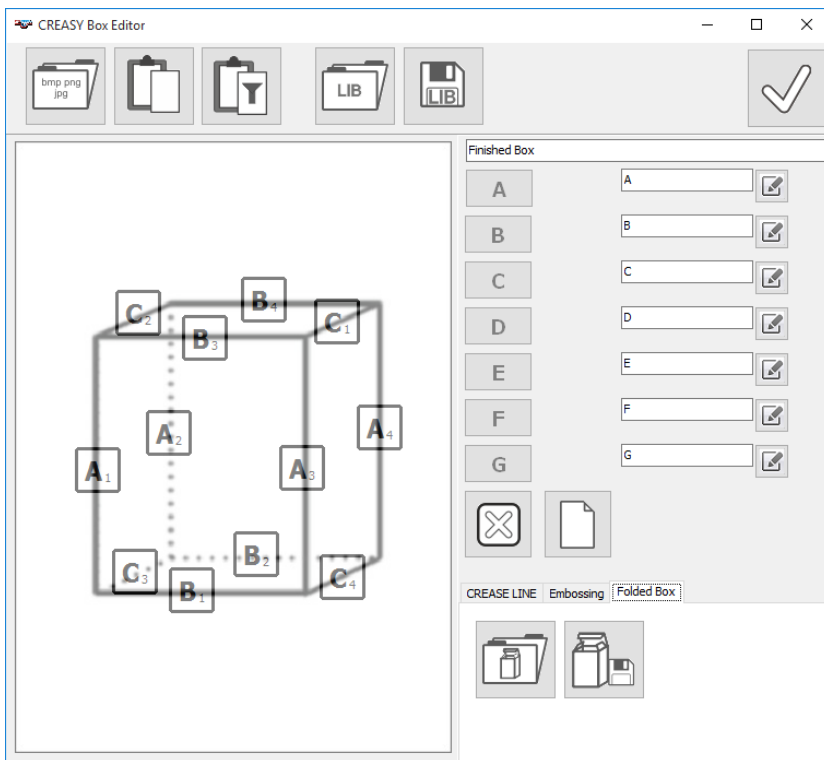 CREASY Box Editor
bmp png
jpg
LIB
LIB
Finished Box
A A
B B
C C
D D
E E
F F
G G
C2
B4
C1
B3
A2
A4
A1
A3
C3
B2
C4
B1
CREASE LINE Embossing Folded Box